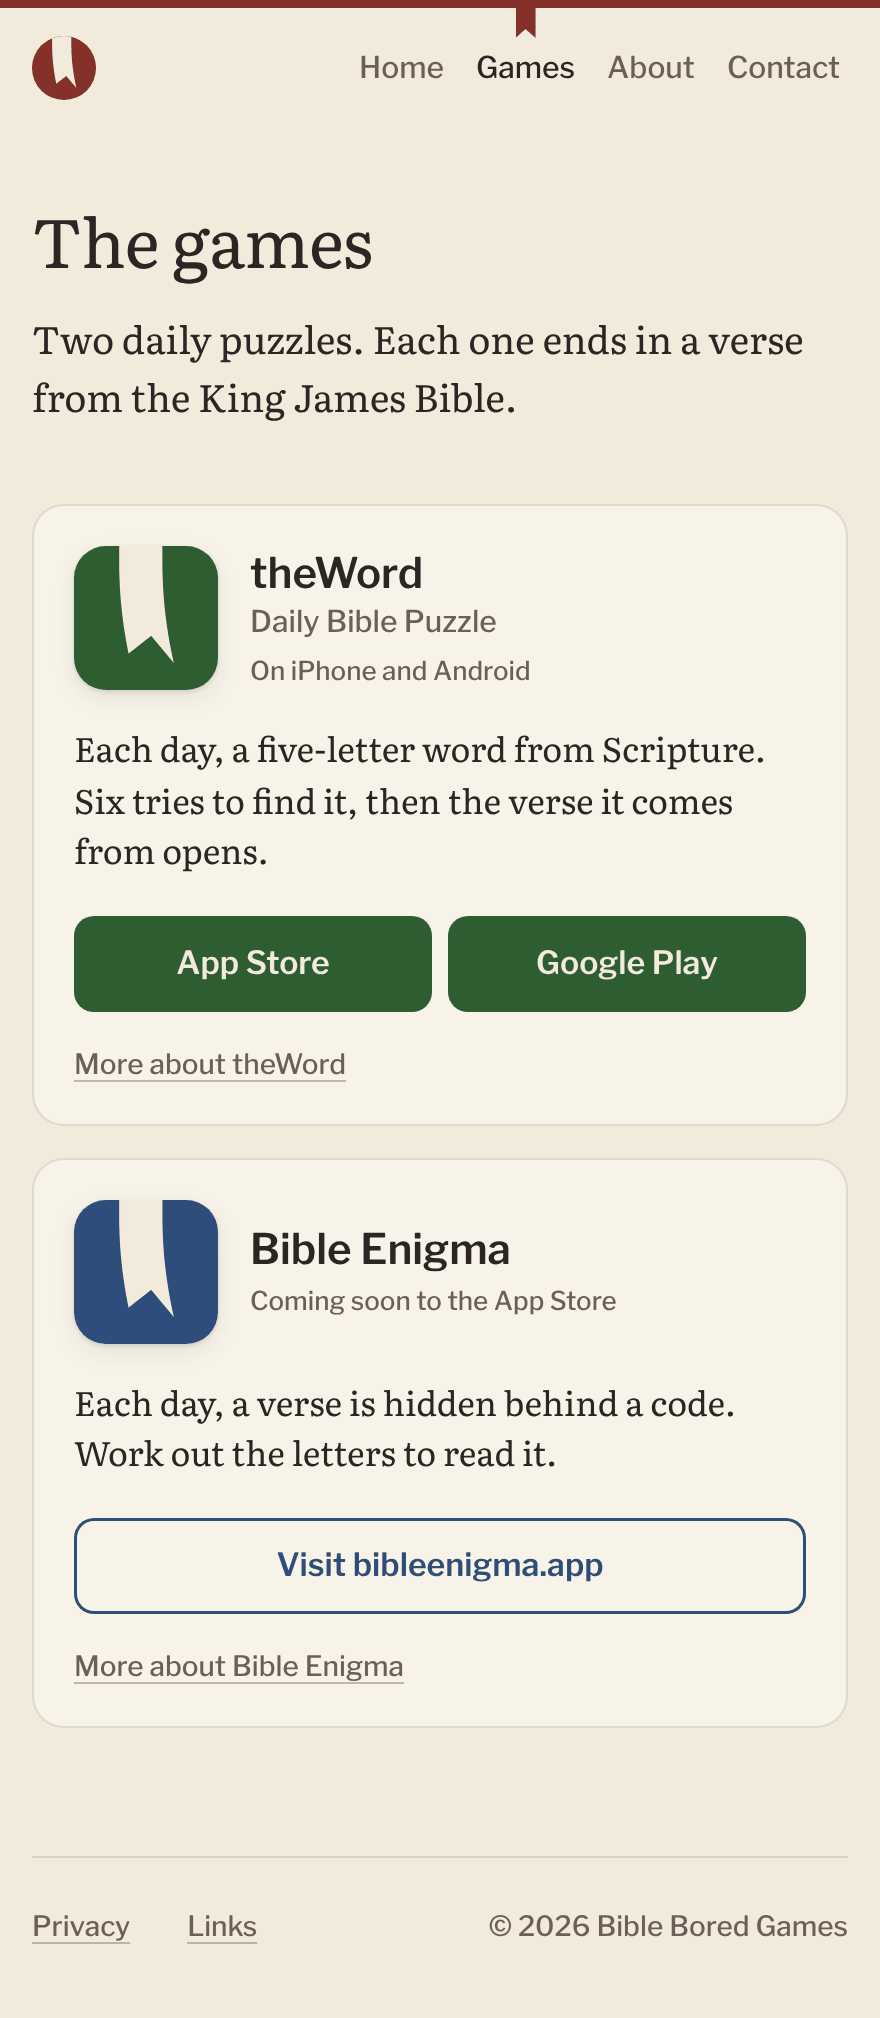 Home Games About Contact
The games
Two daily puzzles. Each one ends in a verse
from the King James Bible.
theWord
Daily Bible Puzzle
On iPhone and Android
Each day, a five-letter word from Scripture.
Six tries to find it, then the verse it comes
from opens.
App Store Google Play
More about theWord
Bible Enigma
Coming soon to the App Store
Each day, a verse is hidden behind a code.
Work out the letters to read it.
Visit bibleenigma.app
More about Bible Enigma
Privacy Links © 2026 Bible Bored Games